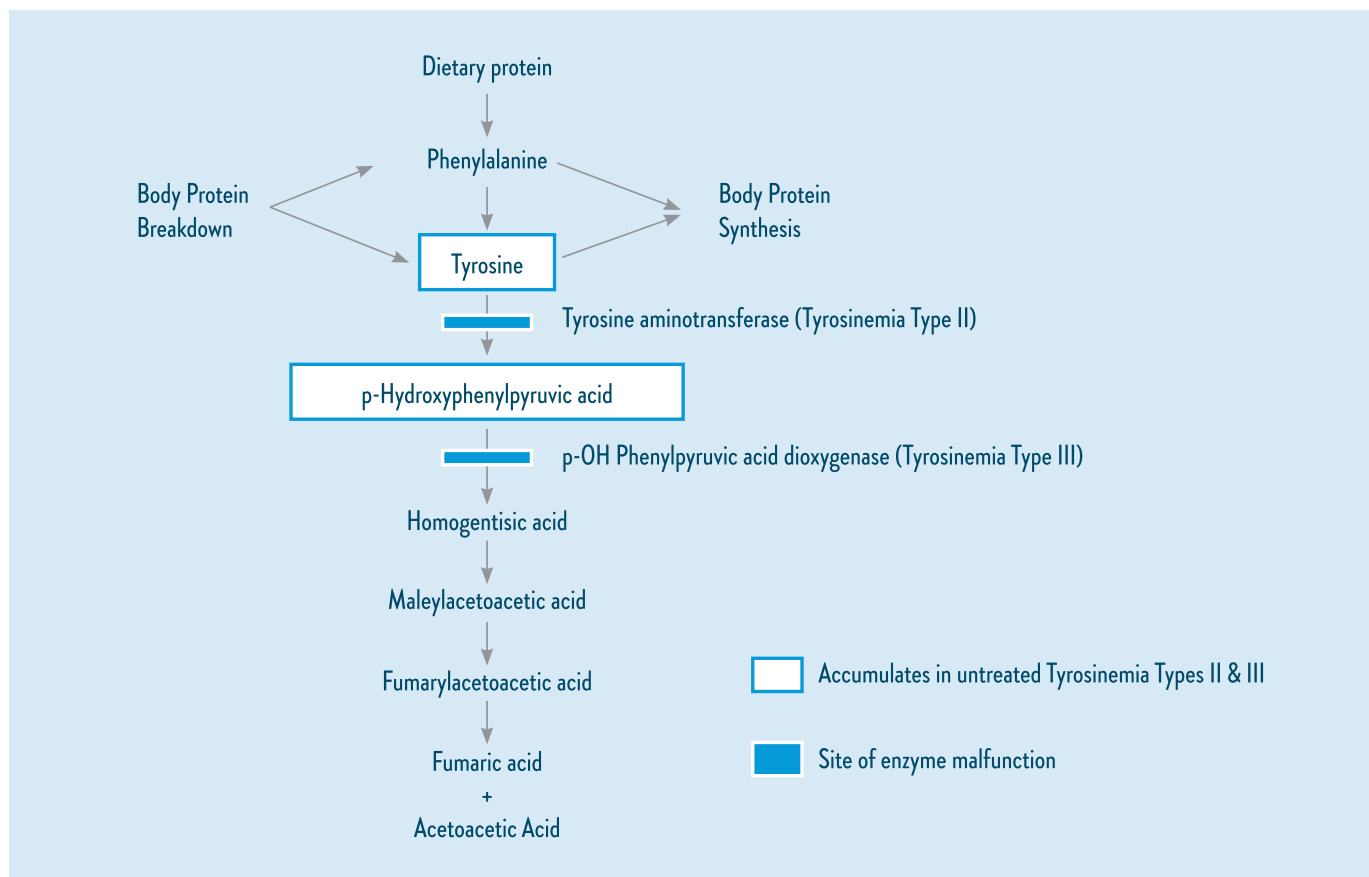 Dietary protein
Phenylalanine
Body Protein
Breakdown
Body Protein
Synthesis
Tyrosine
Tyrosine aminotransferase (Tyrosinemia Type II)
p-Hydroxyphenylpyruvic acid
p-OH Phenylpyruvic acid dioxygenase (Tyrosinemia Type III)
Homogentisic acid
Maleylacetoacetic acid
Fumarylacetoacetic acid
Accumulates in untreated Tyrosinemia Types II & III
Fumaric acid
+
Acetoacetic Acid
Site of enzyme malfunction